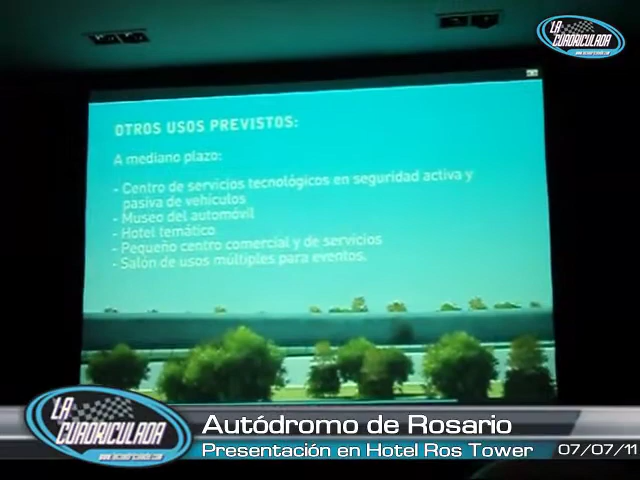 LA
CUADRICULADA
OTROS USOS PREVISTOS:
A mediano plazo:
- Centro de servicios tecnológicos en seguridad activa y
pasiva de vehículos
- Museo del automóvil
- Hotel temático
- Pequeño centro comercial y de servicios
- Salón de usos múltiples para eventos.
LA
CUADRICULADA
Autódromo de Rosario
Presentación en Hotel Ros Tower
07/07/11